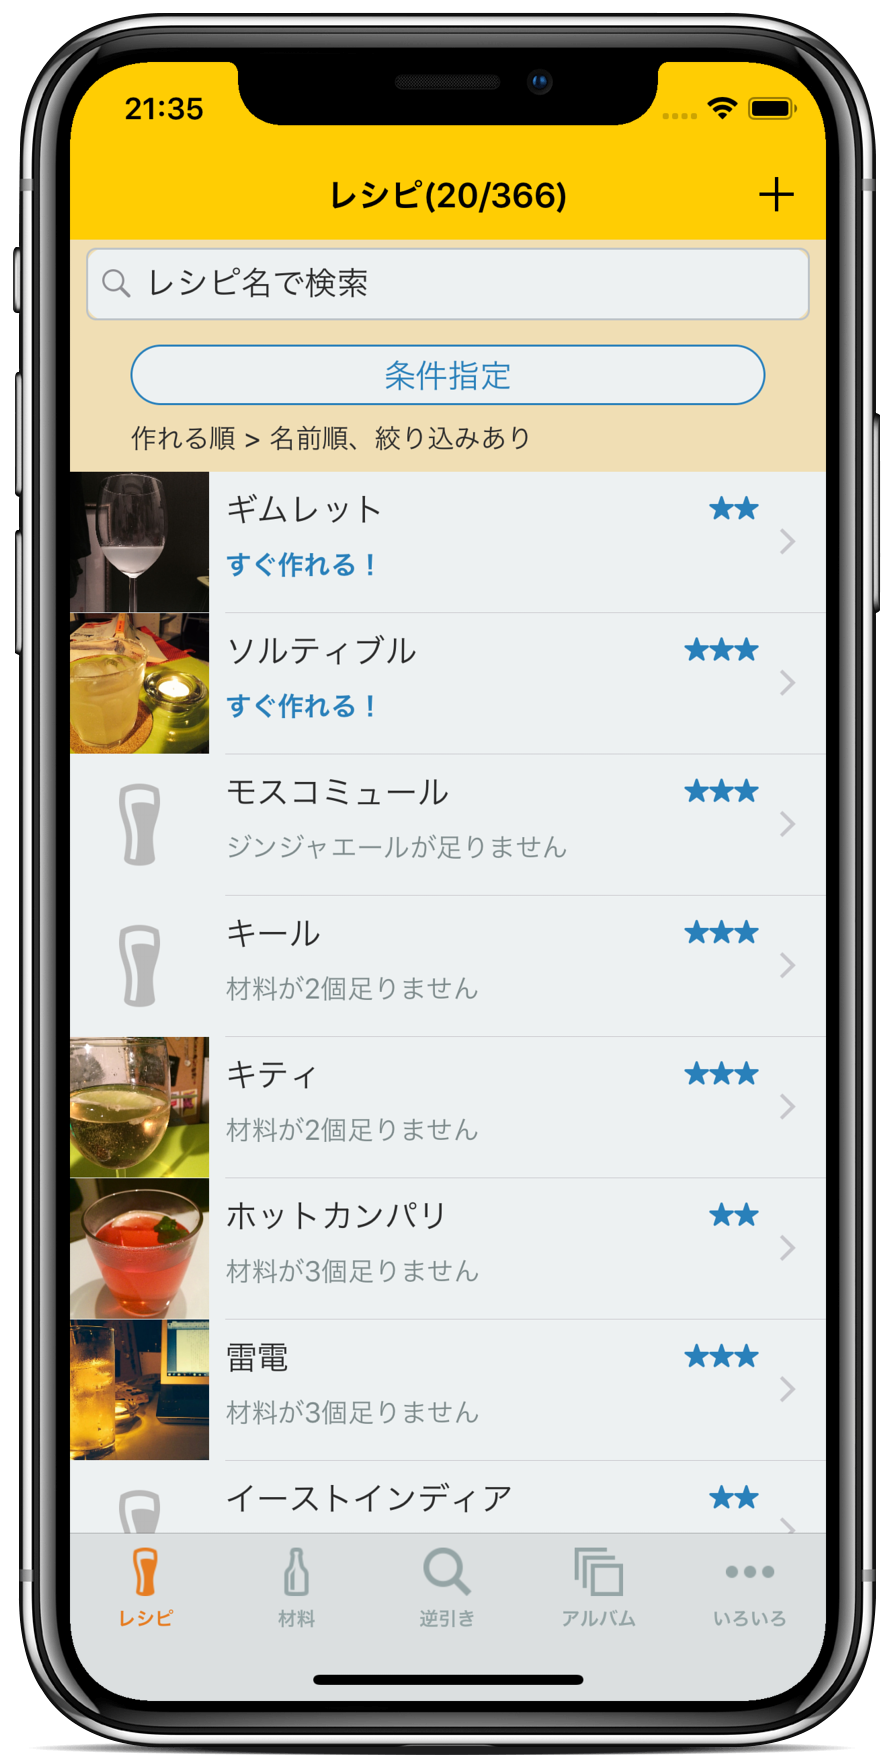 21:35
レシピ(20/366)
レシピ名で検索
条件指定
作れる順 > 名前順、絞り込みあり
ギムレット ★★
すぐ作れる！
ソルティブル ★★★
すぐ作れる！
モスコミュール ★★★
ジンジャエールが足りません
キール ★★★
材料が2個足りません
キティ ★★★
材料が2個足りません
ホットカンパリ ★★
材料が3個足りません
雷電 ★★★
材料が3個足りません
イーストインディア ★★
レシピ 材料 逆引き アルバム いろいろ